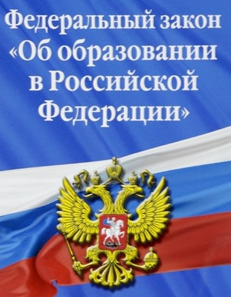 Федеральный закон
«Об образовании
в Российской
Федерации»